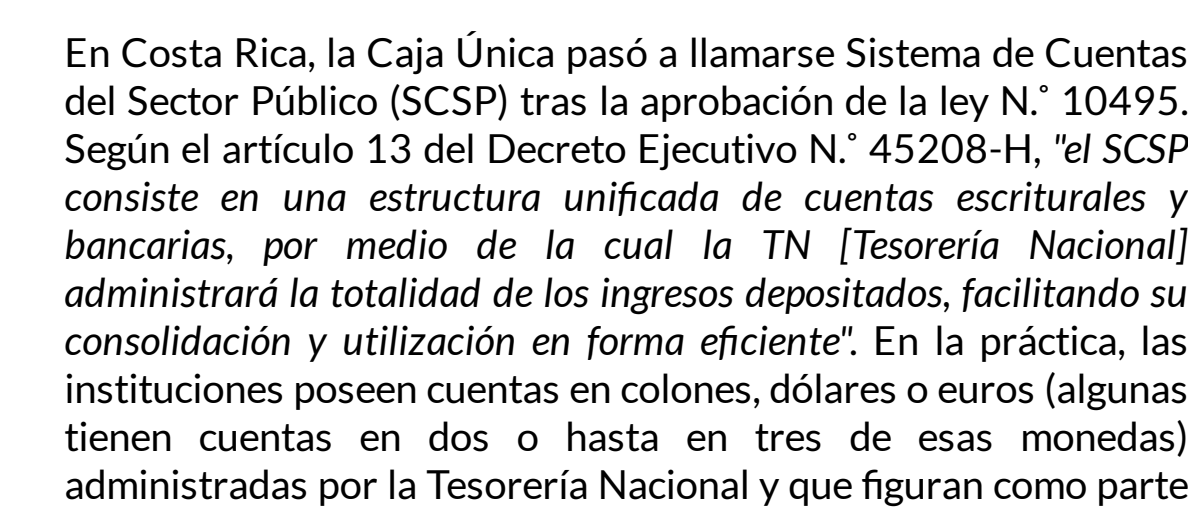 En Costa Rica, la Caja Única pasó a llamarse Sistema de Cuentas
del Sector Público (SCSP) tras la aprobación de la ley N.° 10495.
Según el artículo 13 del Decreto Ejecutivo N.° 45208-H, "el SCSP
consiste en una estructura unificada de cuentas escriturales y
bancarias, por medio de la cual la TN [Tesorería Nacional]
administrará la totalidad de los ingresos depositados, facilitando su
consolidación y utilización en forma eficiente". En la práctica, las
instituciones poseen cuentas en colones, dólares o euros (algunas
tienen cuentas en dos o hasta en tres de esas monedas)
administradas por la Tesorería Nacional y que figuran como parte